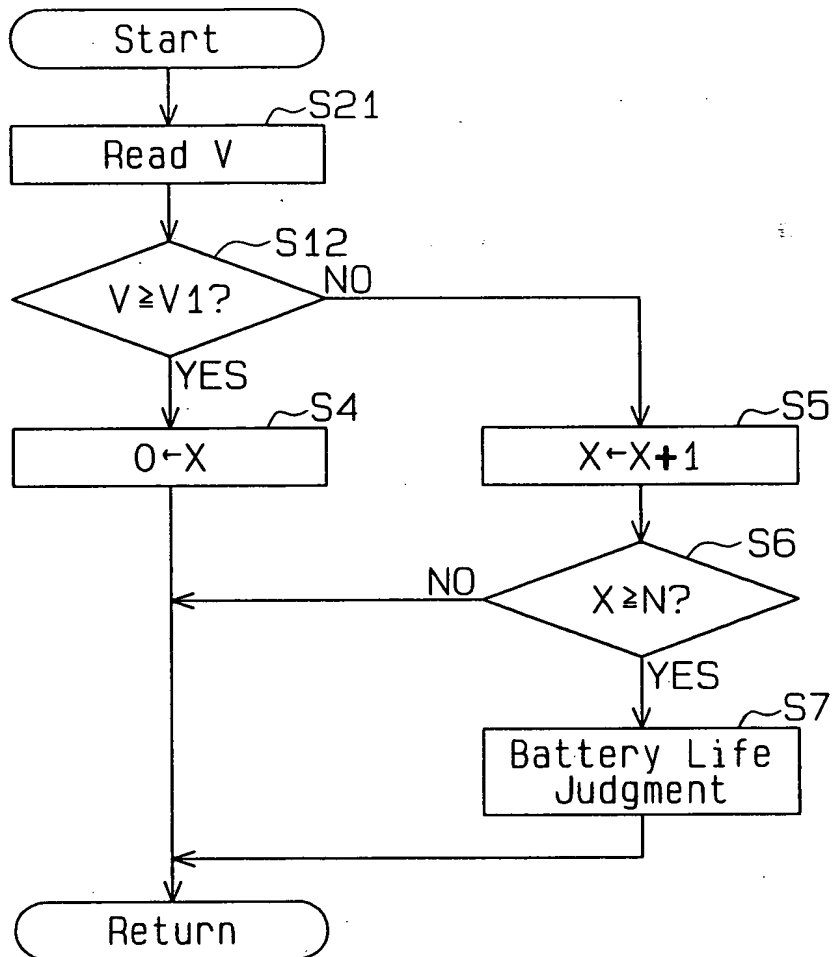 Start
S21
Read V
S12
V≧V1?
NO
YES
S4
0←X
S5
X←X+1
S6
X≧N?
NO
YES
S7
Battery Life
Judgment
Return